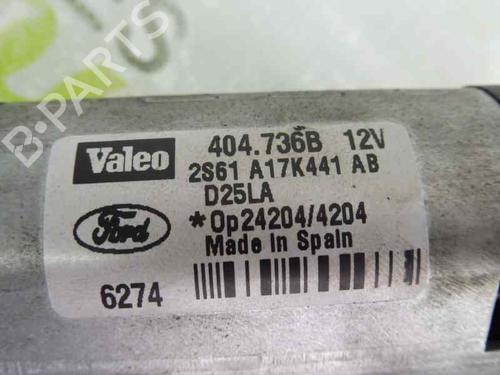 B-PARTS
Valeo 404.736B 12V
2S61 A17K441 AB
D25LA
Ford *Op24204/4204
Made in Spain
6274